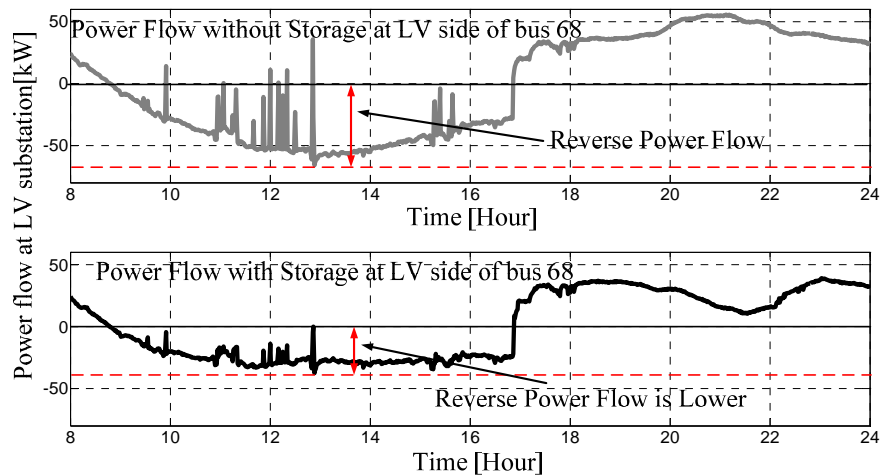 Power flow at LV substation[kW]
Power Flow without Storage at LV side of bus 68
50
0
-50
Reverse Power Flow
8 10 12 14 16 18 20 22 24
Time [Hour]
Power Flow with Storage at LV side of bus 68
50
0
-50
Reverse Power Flow is Lower
8 10 12 14 16 18 20 22 24
Time [Hour]